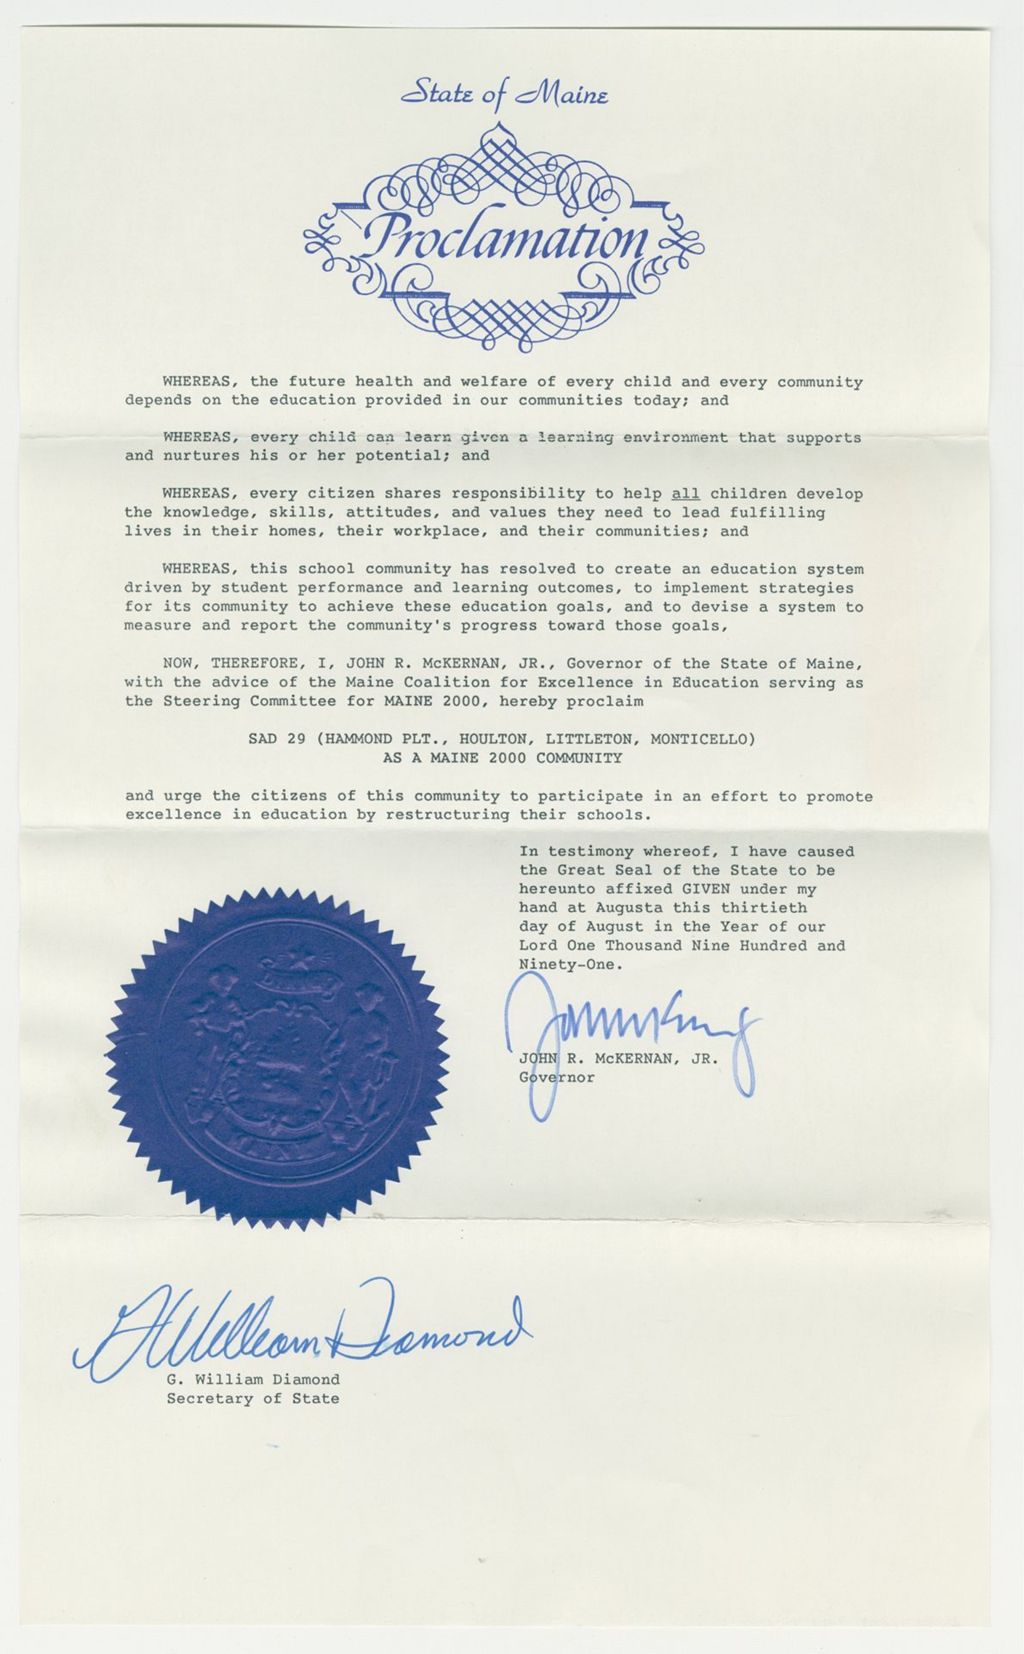 State of Maine
Proclamation
WHEREAS, the future health and welfare of every child and every community
depends on the education provided in our communities today; and
WHEREAS, every child can learn given a learning environment that supports
and nurtures his or her potential; and
WHEREAS, every citizen shares responsibility to help all children develop
the knowledge, skills, attitudes, and values they need to lead fulfilling
lives in their homes, their workplace, and their communities; and
WHEREAS, this school community has resolved to create an education system
driven by student performance and learning outcomes, to implement strategies
for its community to achieve these education goals, and to devise a system to
measure and report the community's progress toward those goals,
NOW, THEREFORE, I, JOHN R. McKERNAN, JR., Governor of the State of Maine,
with the advice of the Maine Coalition for Excellence in Education serving as
the Steering Committee for MAINE 2000, hereby proclaim
SAD 29 (HAMMOND PLT., HOULTON, LITTLETON, MONTICELLO)
AS A MAINE 2000 COMMUNITY
and urge the citizens of this community to participate in an effort to promote
excellence in education by restructuring their schools.
In testimony whereof, I have caused
the Great Seal of the State to be
hereunto affixed GIVEN under my
hand at Augusta this thirtieth
day of August in the Year of our
Lord One Thousand Nine Hundred and
Ninety-One.
JOHN R. McKERNAN, JR.
Governor
MAINE
G William Diamond
G. William Diamond
Secretary of State